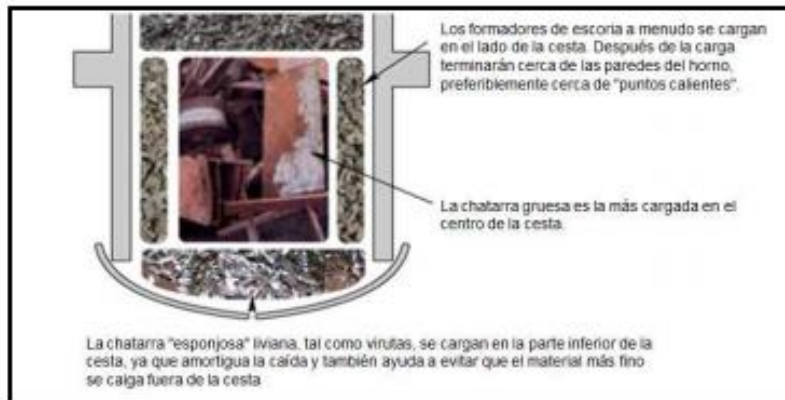 Los formadores de escoria a menudo se cargan
en el lado de la cesta. Después de la carga
terminarán cerca de las paredes del horno,
preferiblemente cerca de "puntos calientes".
La chatarra gruesa es la más cargada en el
centro de la cesta.
La chatarra "esponjosa" liviana, tal como virutas, se cargan en la parte inferior de la
cesta, ya que amortigua la caída y también ayuda a evitar que el material más fino
se caiga fuera de la cesta